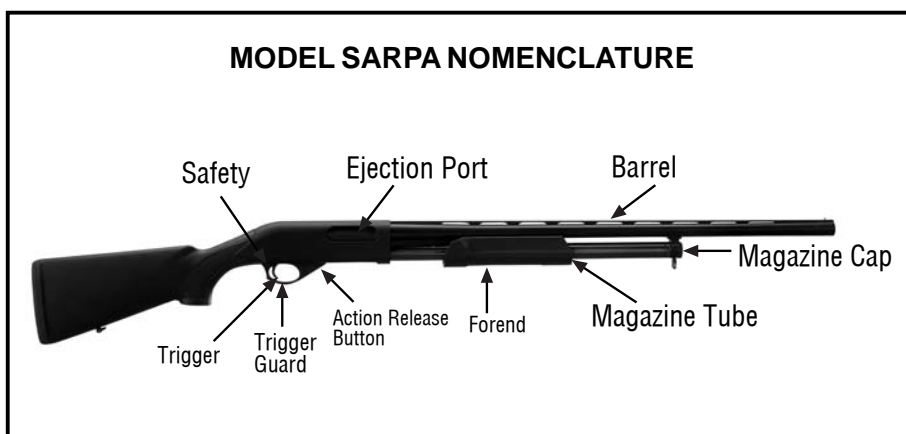 MODEL SARPA NOMENCLATURE
Safety
Ejection Port
Barrel
Magazine Cap
Magazine Tube
Forend
Action Release
Button
Trigger
Guard
Trigger